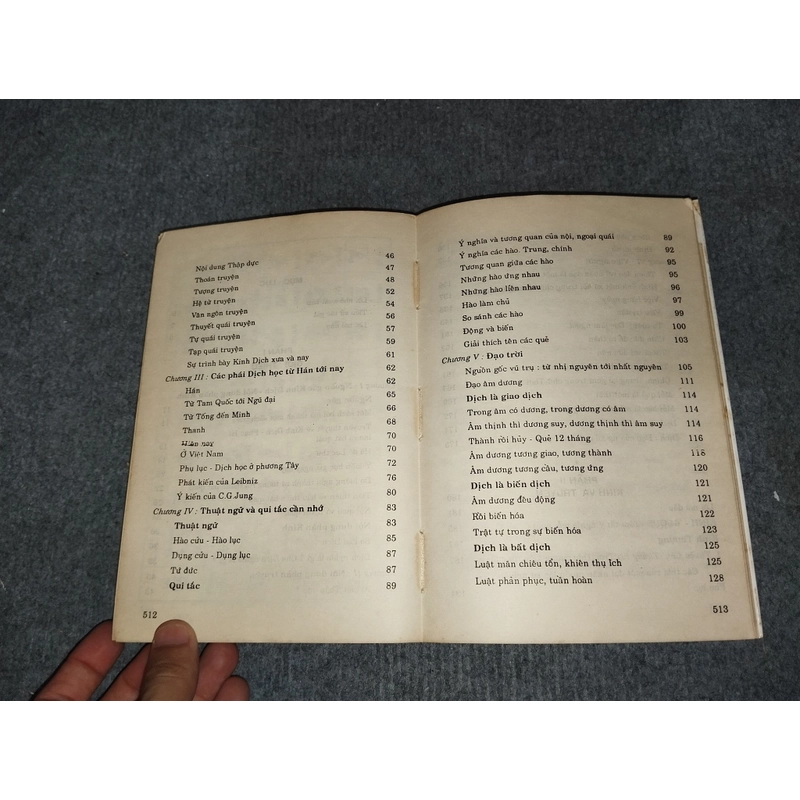 Nội dung Thập dực 46
Thoán truyện 47
Tượng truyện 48
Hệ từ truyện 52
Văn ngôn truyện 54
Thuyết quái truyện 56
Tự quái truyện 57
Tạp quái truyện 59
Sự trình bày Kinh Dịch xưa và nay 61
Chương III : Các phái Dịch học từ Hán tới nay 62
Hán 62
Từ Tam Quốc tới Ngũ đại 65
Từ Tống đến Minh 66
Thanh 68
Hiện nay 70
Ở Việt Nam 70
Phụ lục - Dịch học ở phương Tây 72
Phát kiến của Leibniz 76
Ý kiến của C.G Jung 80
Chương IV : Thuật ngữ và qui tắc cần nhớ 83
Thuật ngữ 83
Hào cửu - Hào lục 85
Dụng cửu - Dụng lục 87
Tứ đức 87
Qui tắc 89
512
Ý nghĩa và tương quan của nội, ngoại quái 89
Ý nghĩa các hào. Trung, chính 92
Tương quan giữa các hào 95
Những hào ứng nhau 95
Những hào liền nhau 96
Hào làm chủ 97
So sánh các hào 99
Động và biến 100
Giải thích tên các quẻ 103
Chương V : Đạo trời
Nguồn gốc vũ trụ : từ nhị nguyên tới nhất nguyên 105
Đạo âm dương 111
Dịch là giao dịch 114
Trong âm có dương, trong dương có âm 114
Âm thịnh thì dương suy, dương thịnh thì âm suy 114
Thành rồi hủy - Quẻ 12 tháng 116
Âm dương tương giao, tương thành 118
Âm dương tương cầu, tương ứng 120
Dịch là biến dịch 121
Âm dương đều động 121
Rồi biến hóa 122
Trật tự trong sự biến hóa 123
Dịch là bất dịch 125
Luật mãn chiêu tổn, khiên thụ ích 125
Luật phản phục, tuần hoàn 128
513